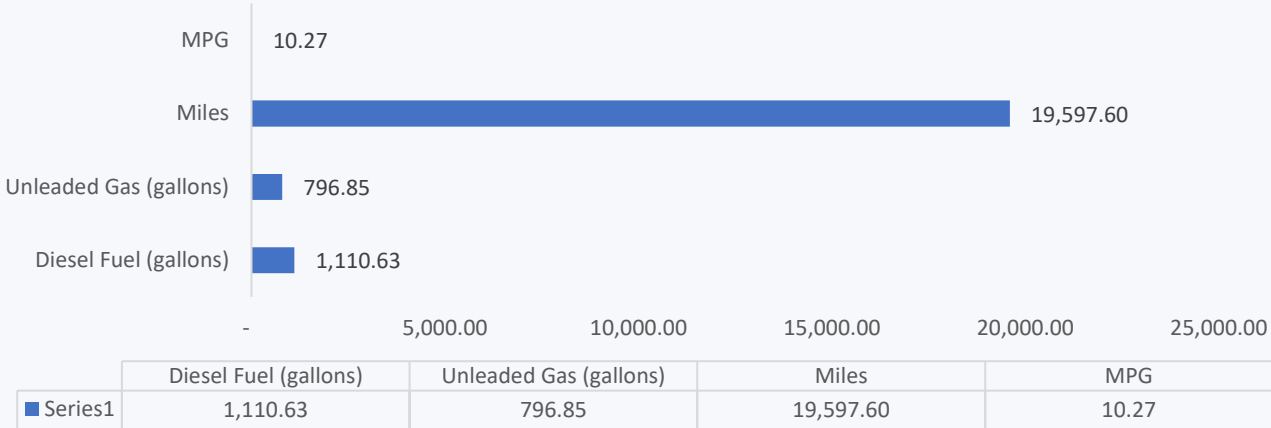 MPG 10.27
Miles 19,597.60
Unleaded Gas (gallons) 796.85
Diesel Fuel (gallons) 1,110.63
- 5,000.00 10,000.00 15,000.00 20,000.00 25,000.00
Diesel Fuel (gallons) Unleaded Gas (gallons) Miles MPG
Series1 1,110.63 796.85 19,597.60 10.27